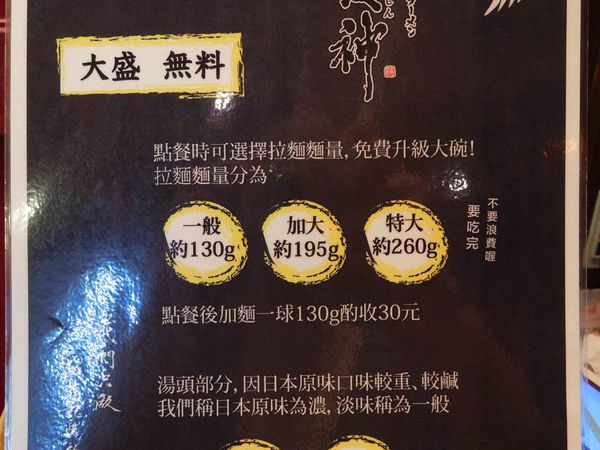 神
大盛 無料
點餐時可選擇拉麵麵量, 免費升級大碗!
拉麵麵量分為
一般
約130g
加大
約195g
特大
約260g
不要浪費喔
要吃完
點餐後加麵一球130g酌收30元
湯頭部分, 因日本原味口味較重、較鹹
我們稱日本原味為濃, 淡味稱為一般